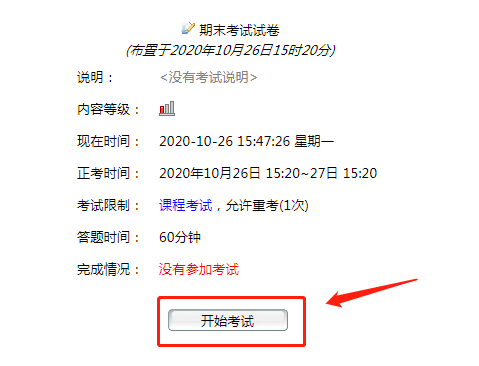 期末考试试卷
(布置于2020年10月26日15时20分)
说明： <没有考试说明>
内容等级：
现在时间： 2020-10-26 15:47:26 星期一
正考时间： 2020年10月26日 15:20~27日 15:20
考试限制： 课程考试，允许重考(1次)
答题时间： 60分钟
完成情况： 没有参加考试
开始考试